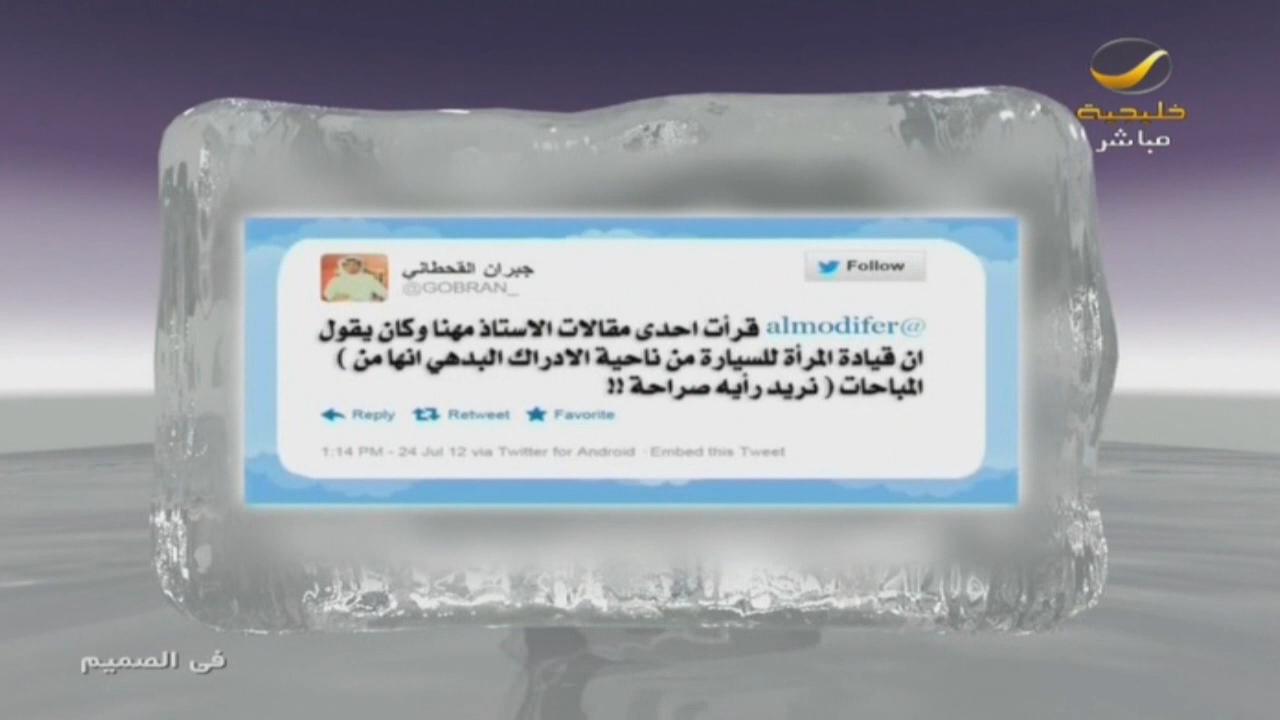 خليجية
مباشر
جبران القحطاني
@GOBRAN_
Follow
@almodifer قرأت احدى مقالات الاستاذ مهنا وكان يقول
ان قيادة المرأة للسيارة من ناحية الادراك البدهي انها من )
المباحات ( نريد رأيه صراحة !!
Reply Retweet Favorite
1:14 PM - 24 Jul 12 via Twitter for Android · Embed this Tweet
في الصميم